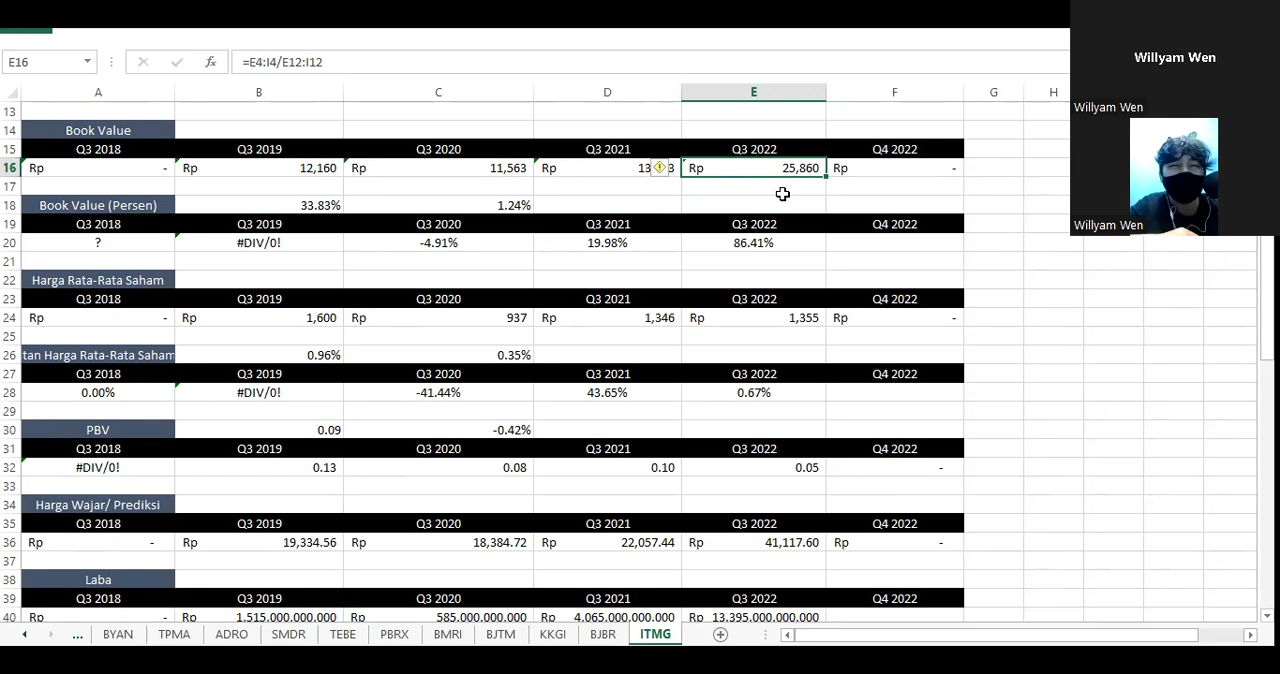 Willyam Wen
E16 fx =E4:I4/E12:I12
Willyam Wen
A B C D E F G H
13
14 Book Value
15 Q3 2018 Q3 2019 Q3 2020 Q3 2021 Q3 2022 Q4 2022
16 Rp - Rp 12,160 Rp 11,563 Rp Rp 25,860 Rp -
17
18 Book Value (Persen) 33.83% 1.24%
19 Q3 2018 Q3 2019 Q3 2020 Q3 2021 Q3 2022 Q4 2022
Willyam Wen
20 ? #DIV/0! -4.91% 19.98% 86.41%
21
22 Harga Rata-Rata Saham
23 Q3 2018 Q3 2019 Q3 2020 Q3 2021 Q3 2022 Q4 2022
24 Rp - Rp 1,600 Rp 937 Rp 1,346 Rp 1,355 Rp -
25
26 tan Harga Rata-Rata Saham 0.96% 0.35%
27 Q3 2018 Q3 2019 Q3 2020 Q3 2021 Q3 2022 Q4 2022
28 0.00% #DIV/0! -41.44% 43.65% 0.67%
29
30 PBV 0.09 -0.42%
31 Q3 2018 Q3 2019 Q3 2020 Q3 2021 Q3 2022 Q4 2022
32 #DIV/0! 0.13 0.08 0.10 0.05 -
33
34 Harga Wajar/ Prediksi
35 Q3 2018 Q3 2019 Q3 2020 Q3 2021 Q3 2022 Q4 2022
36 Rp - Rp 19,334.56 Rp 18,384.72 Rp 22,057.44 Rp 41,117.60 Rp -
37
38 Laba
39 Q3 2018 Q3 2019 Q3 2020 Q3 2021 Q3 2022 Q4 2022
40 Rp - Rp 1.515.000.000.000 Rp 585.000.000.000 Rp 4.065.000.000.000 Rp 13.395.000.000.000
... BYAN TPMA ADRO SMDR TEBE PBRX BMRI BJTM KKGI BJBR ITMG